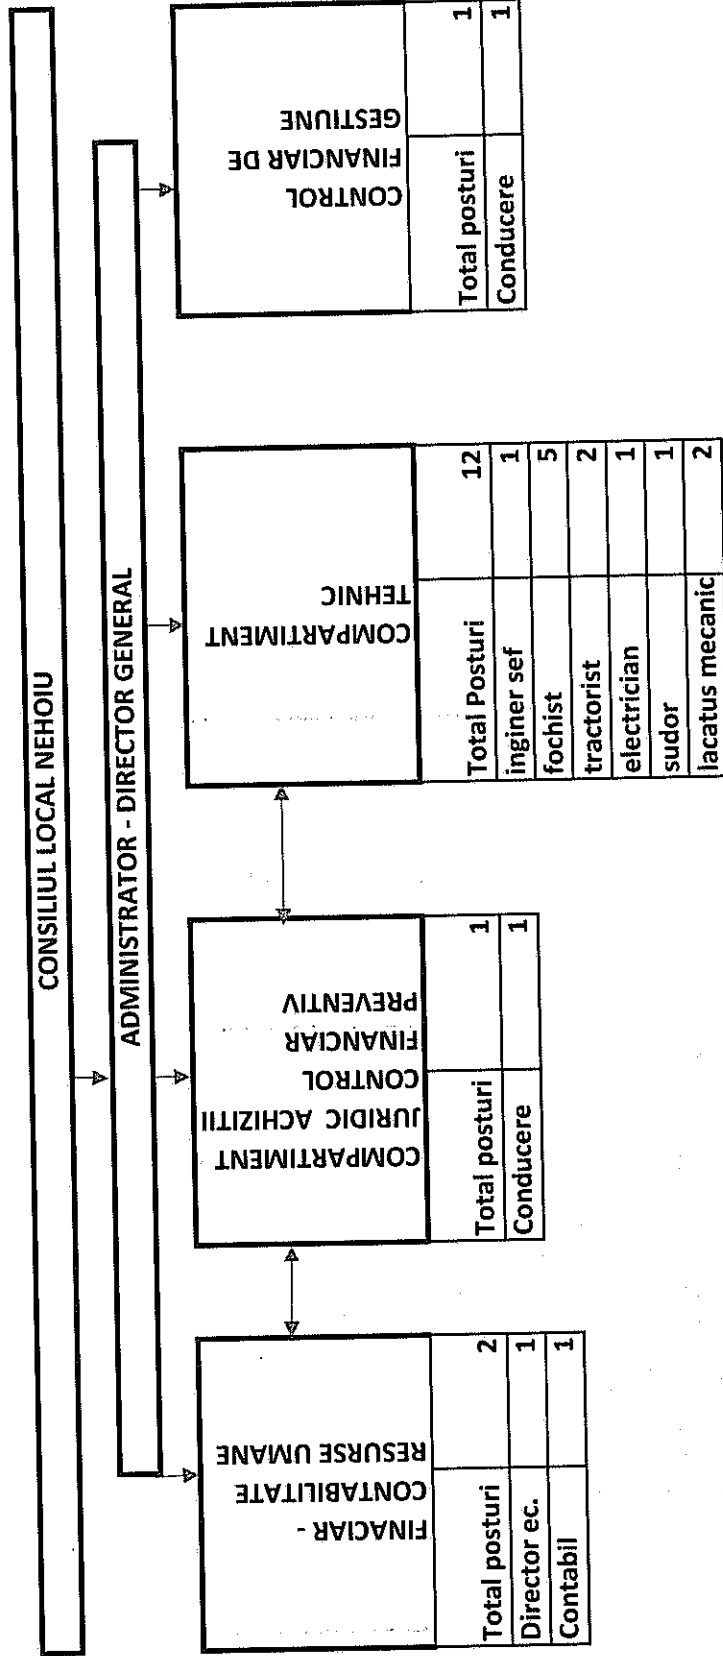 CONSILIUL LOCAL NEHOIU
ADMINISTRATOR - DIRECTOR GENERAL
FINACIAR -
CONTABILITATE
RESURSE UMANE
Total posturi 2
Director ec. 1
Contabil 1
COMPARTIMENT
JURIDIC ACHIZITII
CONTROL
FINANCIAR
PREVENTIV
Total posturi 1
Conducere 1
COMPARTIMENT
TEHNIC
Total Posturi 12
inginer sef 1
fochist 5
tractorist 2
electrician 1
sudor 1
lacatus mecanic 2
CONTROL
FINANCIAR DE
GESTIUNE
Total posturi 1
Conducere 1